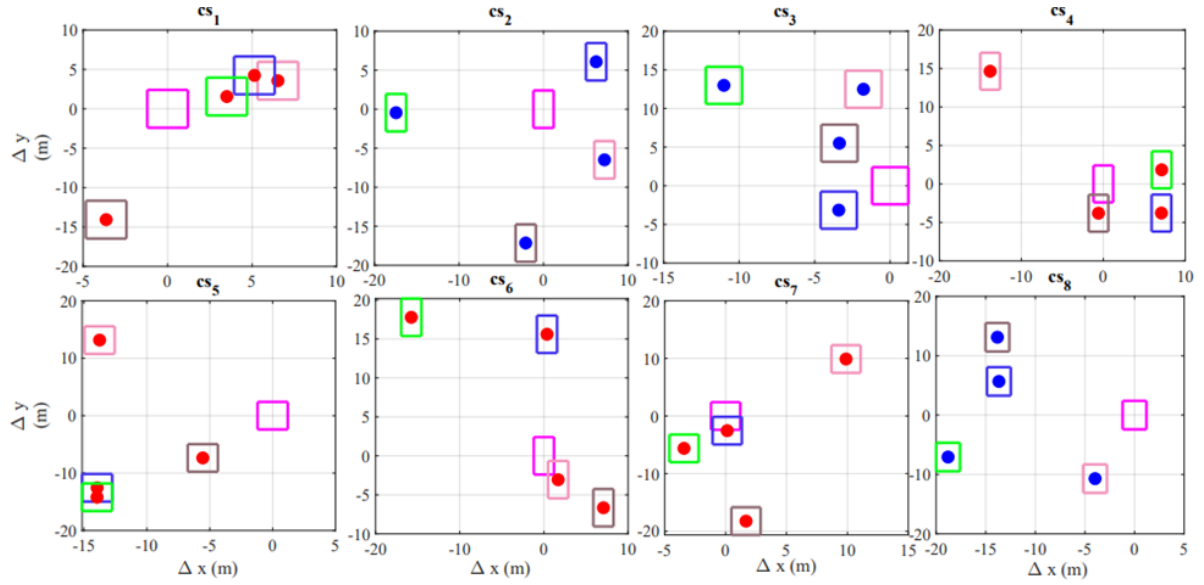 cs1 cs2 cs3 cs4
Δ y (m)
10 5 0 -5 -10 -15 -20
-5 0 5 10
20 15 10 5 0 -5 -10 -15 -20
-20 -10 0 10
20 15 10 5 0 -5 -10
-15 -10 -5 0
20 15 10 5 0 -5 -10
-10 0 10
cs5 cs6 cs7 cs8
Δ y (m)
20 10 0 -10 -20
-15 -10 -5 0 5
Δ x (m)
20 15 10 5 0 -5 -10
-20 -10 0 10
Δ x (m)
20 10 0 -10 -20
-5 0 5 10 15
Δ x (m)
20 10 0 -10 -20
-20 -15 -10 -5 0 5
Δ x (m)